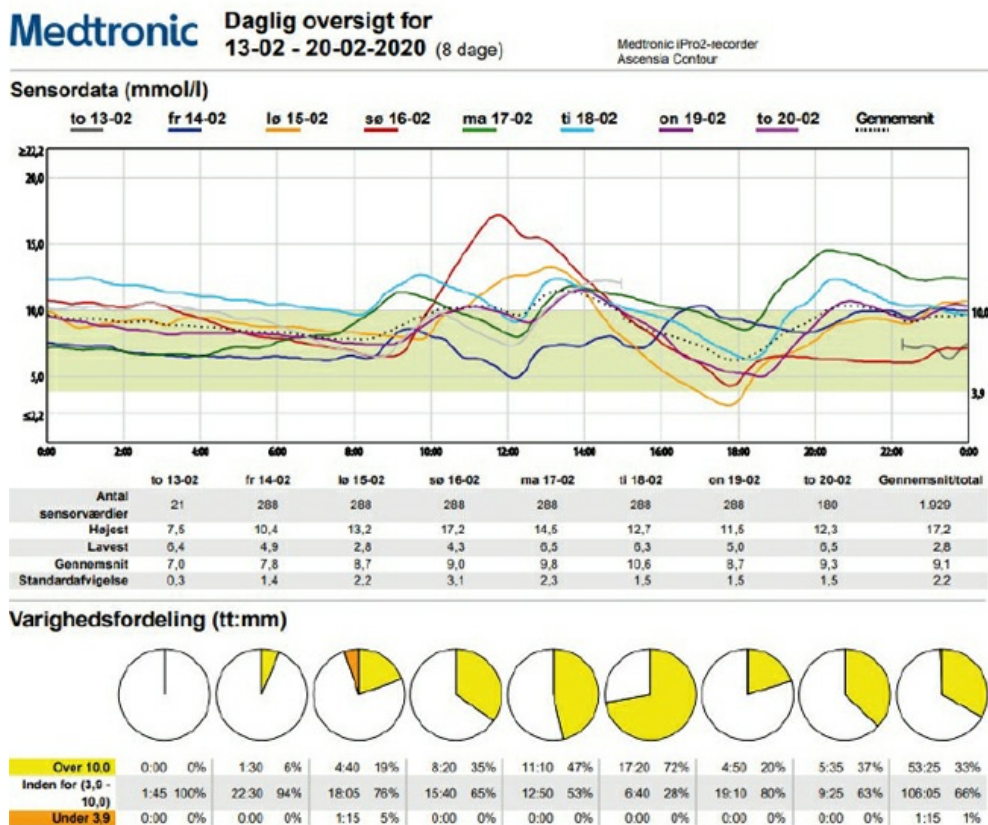 Medtronic
Daglig oversigt for
13-02 - 20-02-2020 (8 dage)
Medtronic iPro2-recorder
Ascensia Contour
Sensordata (mmol/l)
to 13-02 fr 14-02 lø 15-02 sø 16-02 ma 17-02 ti 18-02 on 19-02 to 20-02 Gennemsnit
≥22,2
20,0
15,0
10,0 10,0
5,0
3,9
≤2,2
0:00 2:00 4:00 6:00 8:00 10:00 12:00 14:00 16:00 18:00 20:00 22:00 0:00
to 13-02 fr 14-02 lø 15-02 sø 16-02 ma 17-02 ti 18-02 on 19-02 to 20-02 Gennemsnit/total
Antal sensorværdier 21 288 288 288 288 288 288 180 1.929
Højest 7,5 10,4 13,2 17,2 14,5 12,7 11,5 12,3 17,2
Lavest 6,4 4,9 2,8 4,3 6,5 6,3 5,0 6,5 2,8
Gennemsnit 7,0 7,8 8,7 9,0 9,8 10,6 8,7 9,3 9,1
Standardafvigelse 0,3 1,4 2,2 3,1 2,3 1,5 1,5 1,5 2,2
Varighedsfordeling (tt:mm)
Over 10,0 0:00 0% 1:30 6% 4:40 19% 8:20 35% 11:10 47% 17:20 72% 4:50 20% 5:35 37% 53:25 33%
Inden for (3,9 - 10,0) 1:45 100% 22:30 94% 18:05 76% 15:40 65% 12:50 53% 6:40 28% 19:10 80% 9:25 63% 106:05 66%
Under 3,9 0:00 0% 0:00 0% 1:15 5% 0:00 0% 0:00 0% 0:00 0% 0:00 0% 0:00 0% 1:15 1%